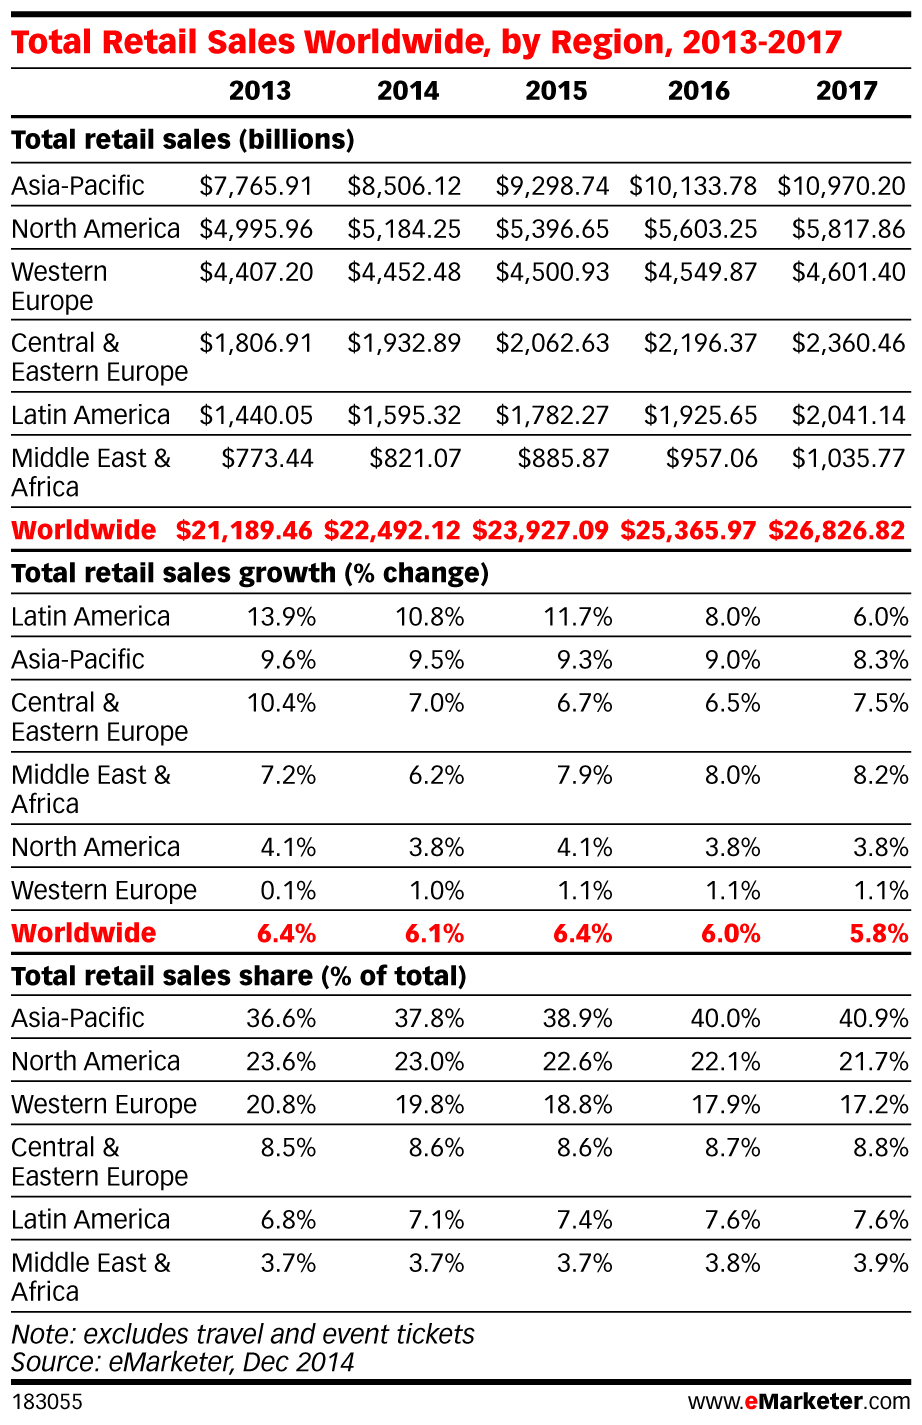 Total Retail Sales Worldwide, by Region, 2013-2017
2013 2014 2015 2016 2017
Total retail sales (billions)
Asia-Pacific $7,765.91 $8,506.12 $9,298.74 $10,133.78 $10,970.20
North America $4,995.96 $5,184.25 $5,396.65 $5,603.25 $5,817.86
Western $4,407.20 $4,452.48 $4,500.93 $4,549.87 $4,601.40
Europe
Central & $1,806.91 $1,932.89 $2,062.63 $2,196.37 $2,360.46
Eastern Europe
Latin America $1,440.05 $1,595.32 $1,782.27 $1,925.65 $2,041.14
Middle East & $773.44 $821.07 $885.87 $957.06 $1,035.77
Africa
Worldwide $21,189.46 $22,492.12 $23,927.09 $25,365.97 $26,826.82
Total retail sales growth (% change)
Latin America 13.9% 10.8% 11.7% 8.0% 6.0%
Asia-Pacific 9.6% 9.5% 9.3% 9.0% 8.3%
Central & 10.4% 7.0% 6.7% 6.5% 7.5%
Eastern Europe
Middle East & 7.2% 6.2% 7.9% 8.0% 8.2%
Africa
North America 4.1% 3.8% 4.1% 3.8% 3.8%
Western Europe 0.1% 1.0% 1.1% 1.1% 1.1%
Worldwide 6.4% 6.1% 6.4% 6.0% 5.8%
Total retail sales share (% of total)
Asia-Pacific 36.6% 37.8% 38.9% 40.0% 40.9%
North America 23.6% 23.0% 22.6% 22.1% 21.7%
Western Europe 20.8% 19.8% 18.8% 17.9% 17.2%
Central & 8.5% 8.6% 8.6% 8.7% 8.8%
Eastern Europe
Latin America 6.8% 7.1% 7.4% 7.6% 7.6%
Middle East & 3.7% 3.7% 3.7% 3.8% 3.9%
Africa
Note: excludes travel and event tickets
Source: eMarketer, Dec 2014
183055 www.eMarketer.com